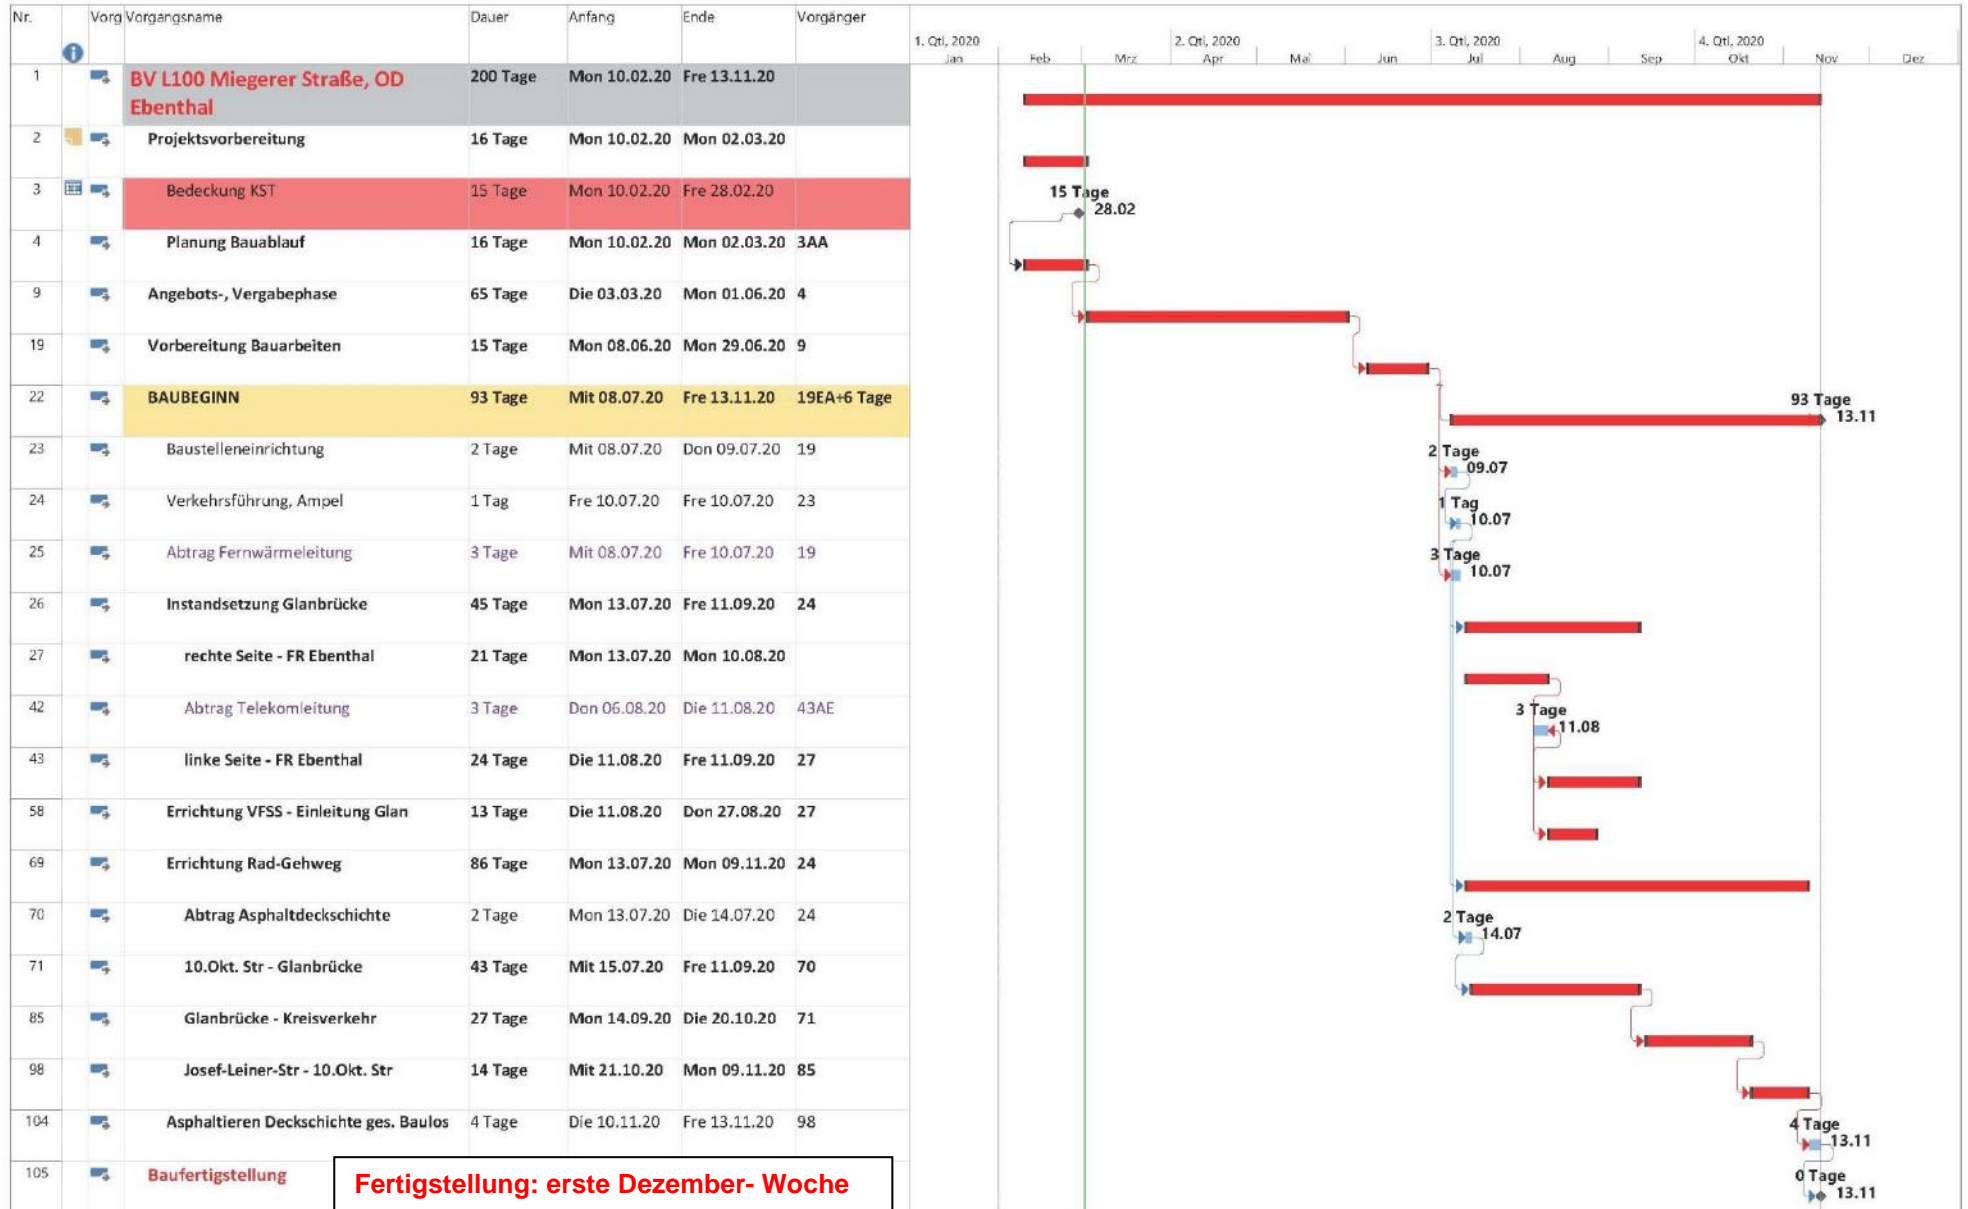 Nr. Vorg Vorgangsname Dauer Anfang Ende Vorgänger
1. Qtl, 2020 2. Qtl, 2020 3. Qtl, 2020 4. Qtl, 2020
Jan Feb Mrz Apr Mai Jun Jul Aug Sep Okt Nov Dez
1 BV L100 Miegerer Straße, OD 200 Tage Mon 10.02.20 Fre 13.11.20
Ebenthal
2 Projektsvorbereitung 16 Tage Mon 10.02.20 Mon 02.03.20
3 Bedeckung KST 15 Tage Mon 10.02.20 Fre 28.02.20 15 Tage
28.02
4 Planung Bauablauf 16 Tage Mon 10.02.20 Mon 02.03.20 3AA
9 Angebots-, Vergabephase 65 Tage Die 03.03.20 Mon 01.06.20 4
19 Vorbereitung Bauarbeiten 15 Tage Mon 08.06.20 Mon 29.06.20 9
22 BAUBEGINN 93 Tage Mit 08.07.20 Fre 13.11.20 19EA+6 Tage 93 Tage
13.11
23 Baustelleneinrichtung 2 Tage Mit 08.07.20 Don 09.07.20 19 2 Tage
09.07
24 Verkehrsführung, Ampel 1 Tag Fre 10.07.20 Fre 10.07.20 23 1 Tag
10.07
25 Abtrag Fernwärmeleitung 3 Tage Mit 08.07.20 Fre 10.07.20 19 3 Tage
10.07
26 Instandsetzung Glanbrücke 45 Tage Mon 13.07.20 Fre 11.09.20 24
27 rechte Seite - FR Ebenthal 21 Tage Mon 13.07.20 Mon 10.08.20
42 Abtrag Telekomleitung 3 Tage Don 06.08.20 Die 11.08.20 43AE 3 Tage
11.08
43 linke Seite - FR Ebenthal 24 Tage Die 11.08.20 Fre 11.09.20 27
58 Errichtung VFSS - Einleitung Glan 13 Tage Die 11.08.20 Don 27.08.20 27
69 Errichtung Rad-Gehweg 86 Tage Mon 13.07.20 Mon 09.11.20 24
70 Abtrag Asphaltdeckschichte 2 Tage Mon 13.07.20 Die 14.07.20 24 2 Tage
14.07
71 10.Okt. Str - Glanbrücke 43 Tage Mit 15.07.20 Fre 11.09.20 70
85 Glanbrücke - Kreisverkehr 27 Tage Mon 14.09.20 Die 20.10.20 71
98 Josef-Leiner-Str - 10.Okt. Str 14 Tage Mit 21.10.20 Mon 09.11.20 85
104 Asphaltieren Deckschichte ges. Baulos 4 Tage Die 10.11.20 Fre 13.11.20 98 4 Tage
13.11
105 Baufertigstellung Fertigstellung: erste Dezember- Woche 0 Tage
13.11